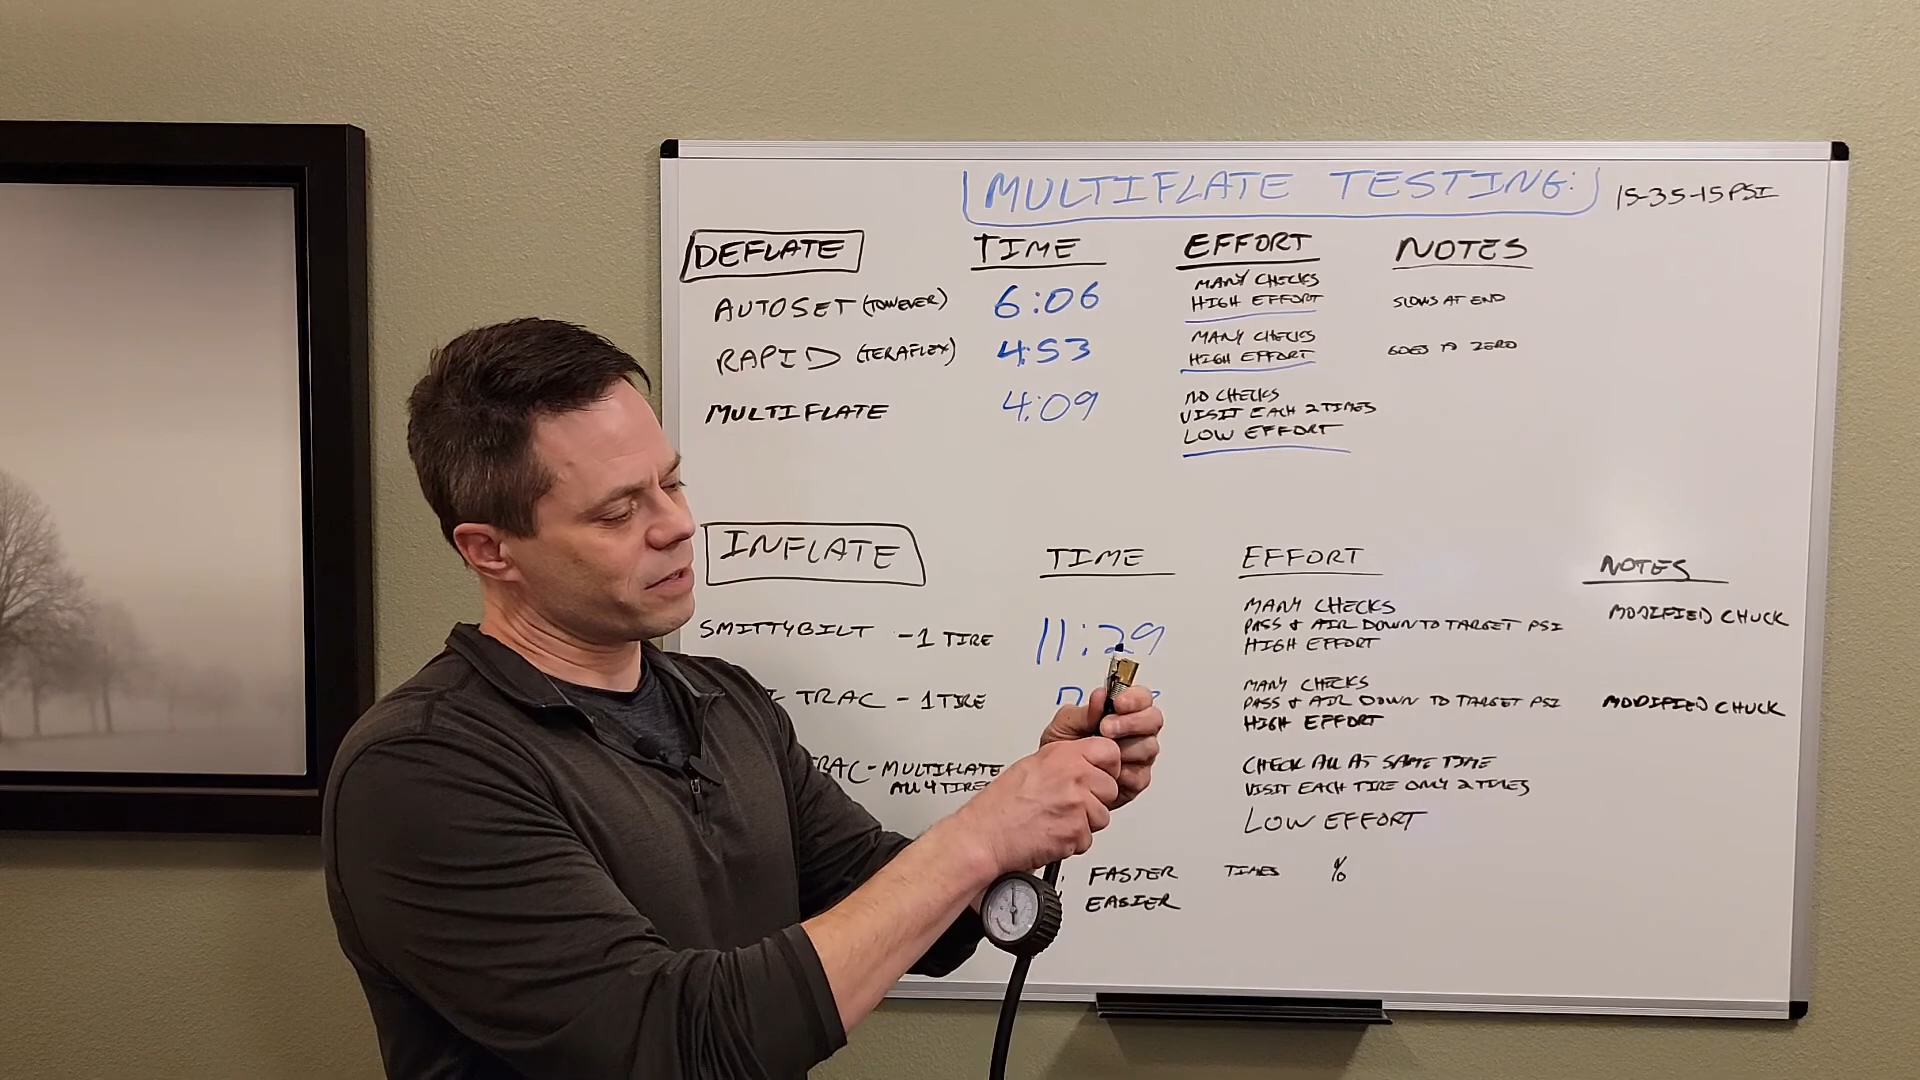 MULTIFLATE TESTING: 15-35-15 PSI
DEFLATE TIME EFFORT NOTES
AUTOSET (TOWEVER) 6:06 MANY CHECKS
HIGH EFFORT SLOWS AT END
RAPID (TERAFLEX) 4:53 MANY CHECKS
HIGH EFFORT GOES TO ZERO
MULTIFLATE 4:09 NO CHECKS
VISIT EACH 2 TIMES
LOW EFFORT
INFLATE TIME EFFORT NOTES
SMITTYBILT -1 TIRE 11:29 MANY CHECKS
PASS & AIR DOWN TO TARGET PSI
HIGH EFFORT
MODIFIED CHUCK
TRAC - 1 TIRE MANY CHECKS
PASS & AIR DOWN TO TARGET PSI
HIGH EFFORT
MODIFIED CHUCK
-MULTIFLATE
ALL 4 TIRES
CHECK ALL AT SAME TIME
VISIT EACH TIRE ONLY 2 TIMES
LOW EFFORT
FASTER TIMES %
EASIER